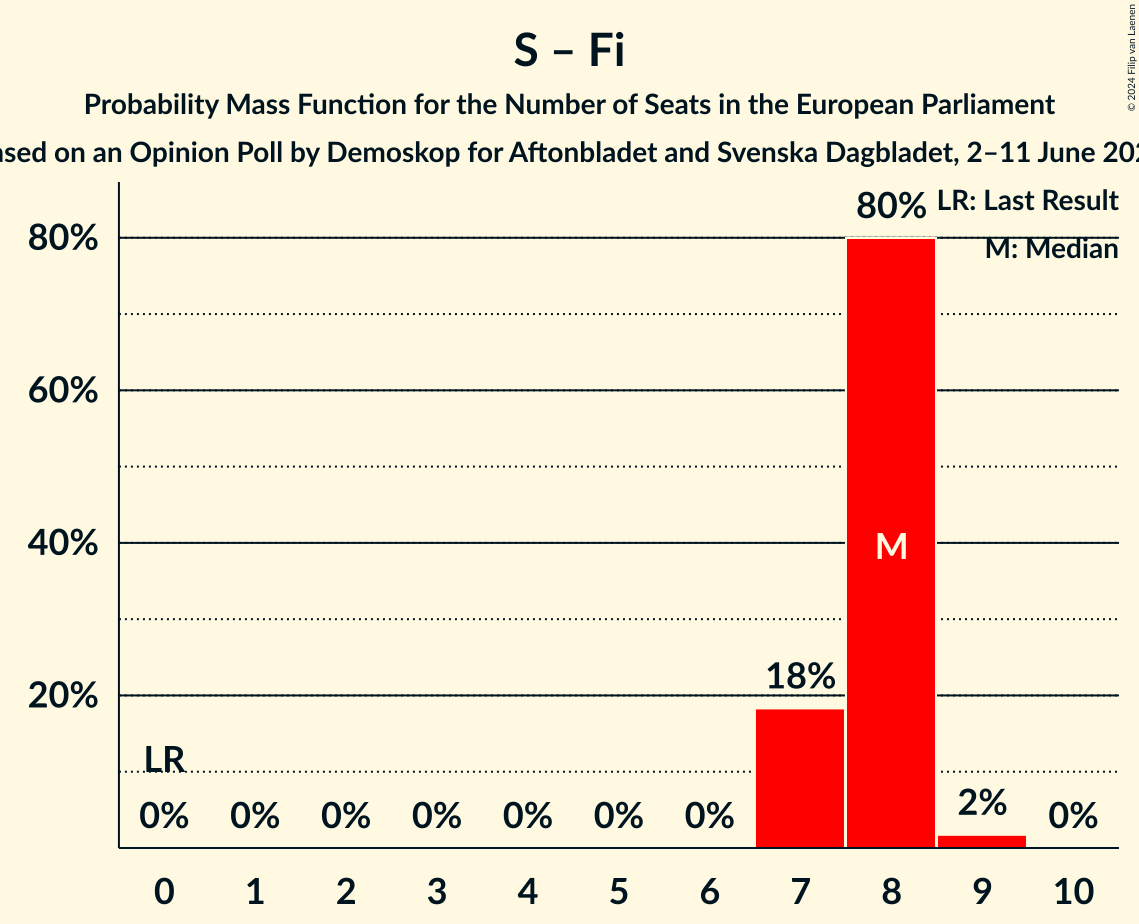 S – Fi
Probability Mass Function for the Number of Seats in the European Parliament
on an Opinion Poll by Demoskop for Aftonbladet and Svenska Dagbladet, 2–11 June
© 2024 Filip van Laenen
LR: Last Result
M: Median
80%
60%
40%
20%
LR
0%
0%
0%
0%
0%
0%
0%
18%
80%
M
2%
0%
0 1 2 3 4 5 6 7 8 9 10